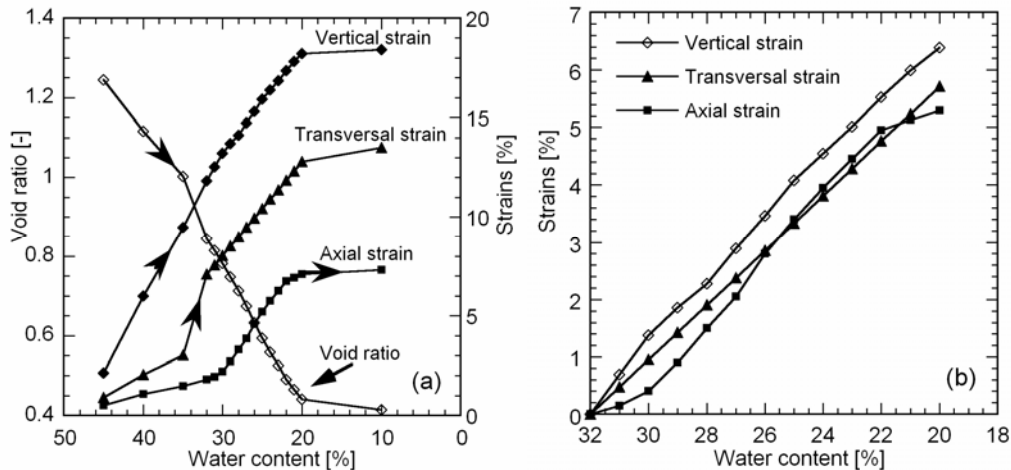 1.4
1.2
1
0.8
0.6
0.4
Void ratio [-]
20
15
10
5
0
Strains [%]
Vertical strain
Transversal strain
Axial strain
Void ratio
(a)
50 40 30 20 10 0
Water content [%]
7
6
5
4
3
2
1
0
Strains [%]
Vertical strain
Transversal strain
Axial strain
(b)
32 30 28 26 24 22 20 18
Water content [%]